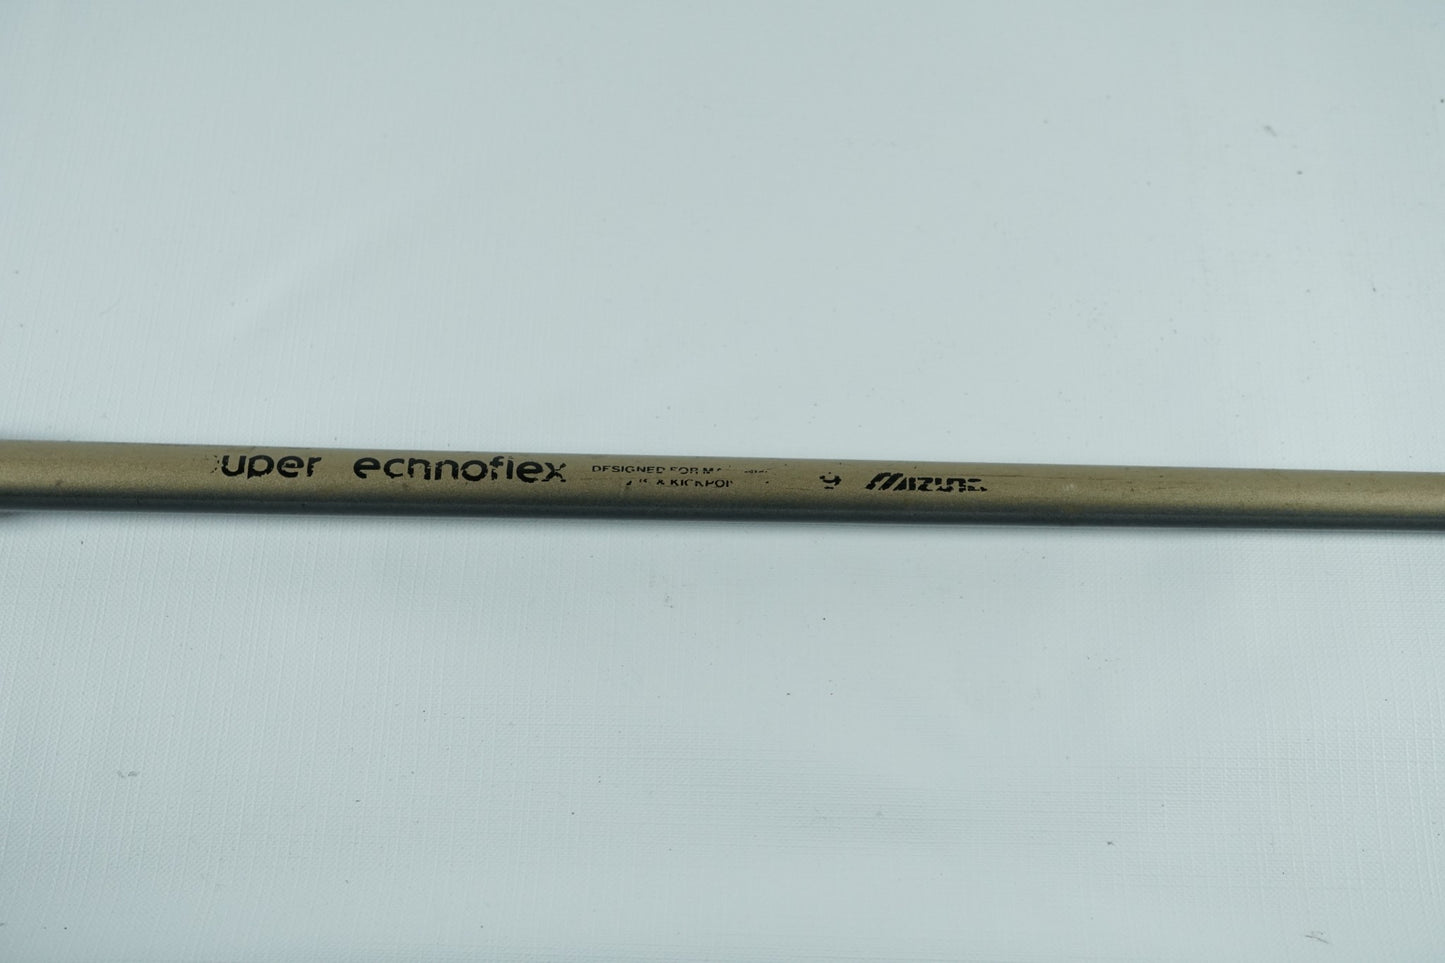 uper echnoflex DESIGNED FOR
& KICKPOI
9 MIZUNO